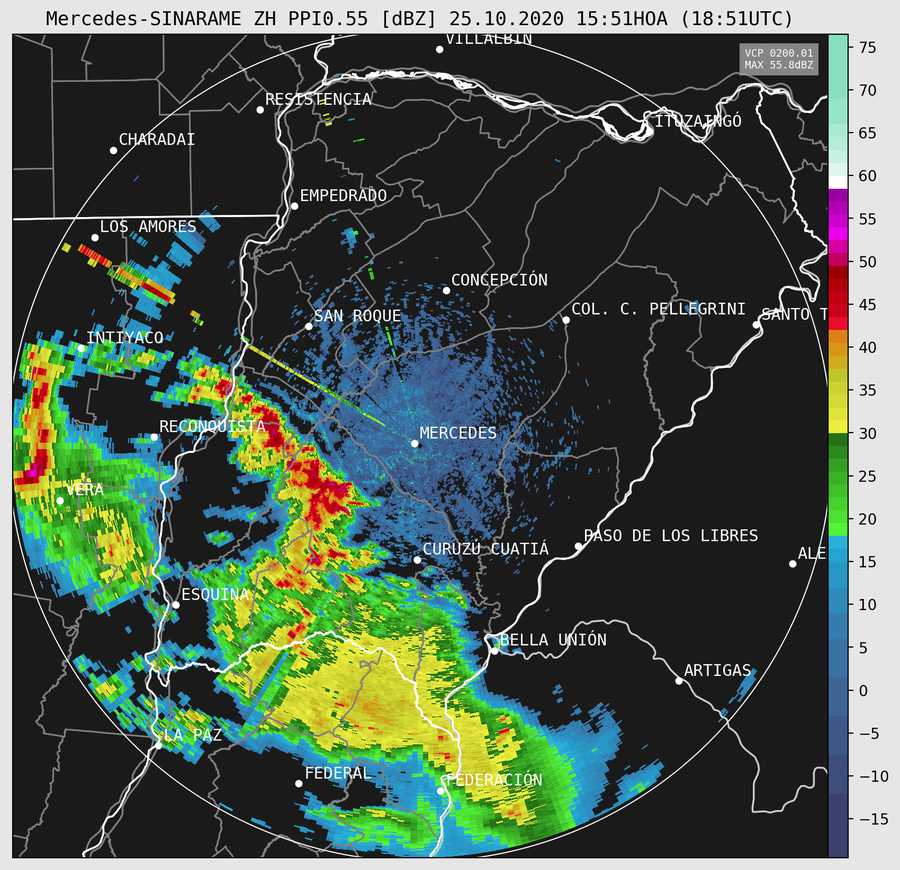 Mercedes-SINARAME ZH PPI0.55 [dBZ] 25.10.2020 15:51HOA (18:51UTC)
VILLALBÍN
VCP 0200.01
MAX 55.8dBZ
RESISTENCIA
ITUZAINGÓ
CHARADAI
EMPEDRADO
LOS AMORES
CONCEPCIÓN
SAN ROQUE
COL. C. PELLEGRINI
SANTO T
INTIYACO
RECONQUISTA
MERCEDES
VERA
CURUZU CUATIÁ
PASO DE LOS LIBRES
ALE
ESQUINA
BELLA UNIÓN
ARTIGAS
LA PAZ
FEDERAL
FEDERACIÓN
75
70
65
60
55
50
45
40
35
30
25
20
15
10
5
0
−5
−10
−15